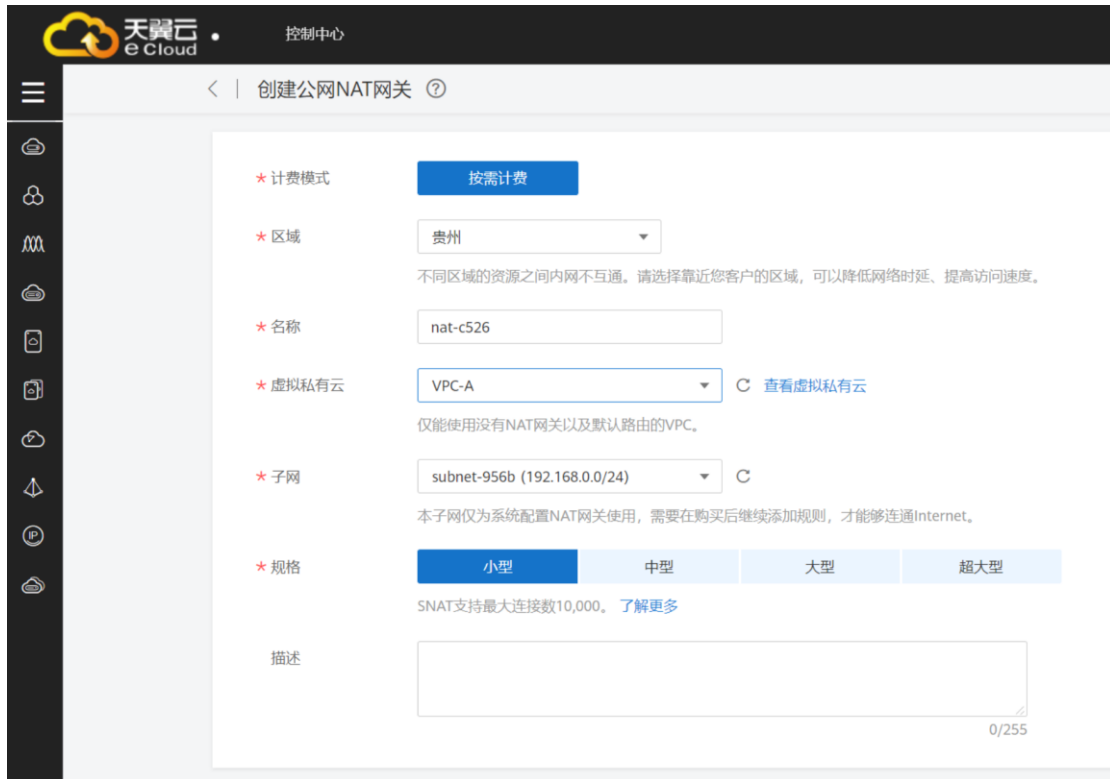 天翼云
e Cloud
控制中心
创建公网NAT网关 ?
* 计费模式 按需计费
* 区域 贵州
不同区域的资源之间内网不互通。请选择靠近您客户的区域，可以降低网络时延、提高访问速度。
* 名称 nat-c526
* 虚拟私有云 VPC-A 查看虚拟私有云
仅能使用没有NAT网关以及默认路由的VPC。
* 子网 subnet-956b (192.168.0.0/24)
本子网仅为系统配置NAT网关使用，需要在购买后继续添加规则，才能够连通Internet。
* 规格 小型 中型 大型 超大型
SNAT支持最大连接数10,000。 了解更多
描述
0/255
IP